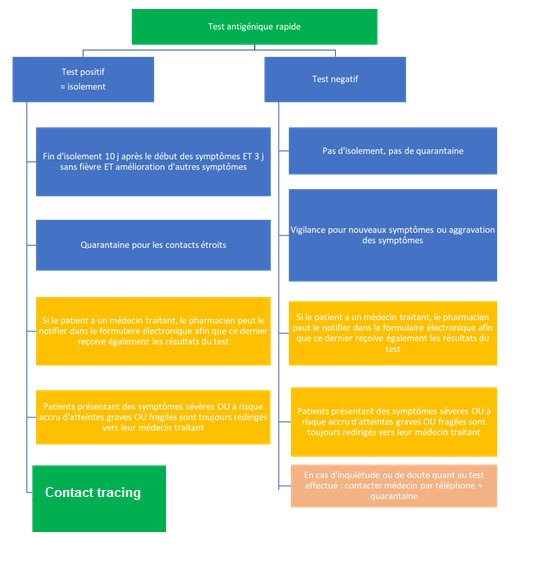 Test antigénique rapide
Test positif
= isolement
Fin d'isolement 10 j après le début des symptômes ET 3 j
sans fièvre ET amélioration d'autres symptômes
Quarantaine pour les contacts étroits
Si le patient a un médecin traitant, le pharmacien peut le
notifier dans le formulaire électronique afin que ce dernier
reçoive également les résultats du
test
Patients présentant des symptômes sévères OU à risque
accru d'atteintes graves OU fragiles sont toujours redirigés
vers leur médecin traitant
Contact tracing
Test negatif
Pas d'isolement, pas de quarantaine
Vigilance pour nouveaux symptômes ou aggravation
des symptômes
Si le patient a un médecin traitant, le pharmacien
peut le notifier dans le formulaire électronique afin
que ce dernier reçoive également les résultats du
test
Patients présentant des symptômes sévères OU à
risque accru d'atteintes graves OU fragiles sont
toujours redirigés vers leur médecin traitant
En cas d'inquiétude ou de doute quant au test
effectué : contacter médecin par téléphone +
quarantaine